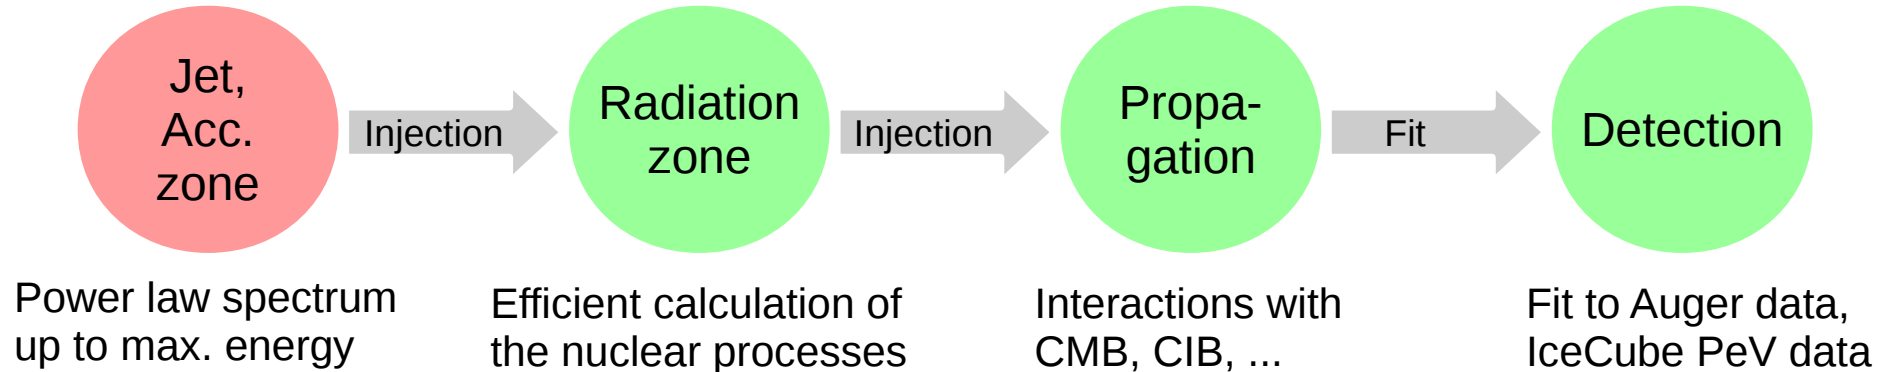 Jet,
Acc.
zone
Injection
Radiation
zone
Injection
Propa-
gation
Fit
Detection
Power law spectrum
up to max. energy
Efficient calculation of
the nuclear processes
Interactions with
CMB, CIB, ...
Fit to Auger data,
IceCube PeV data